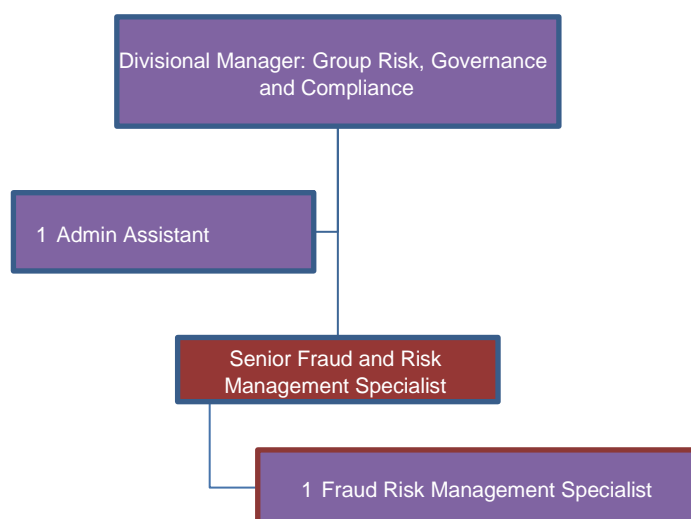 Divisional Manager: Group Risk, Governance
and Compliance
1 Admin Assistant
Senior Fraud and Risk
Management Specialist
1 Fraud Risk Management Specialist